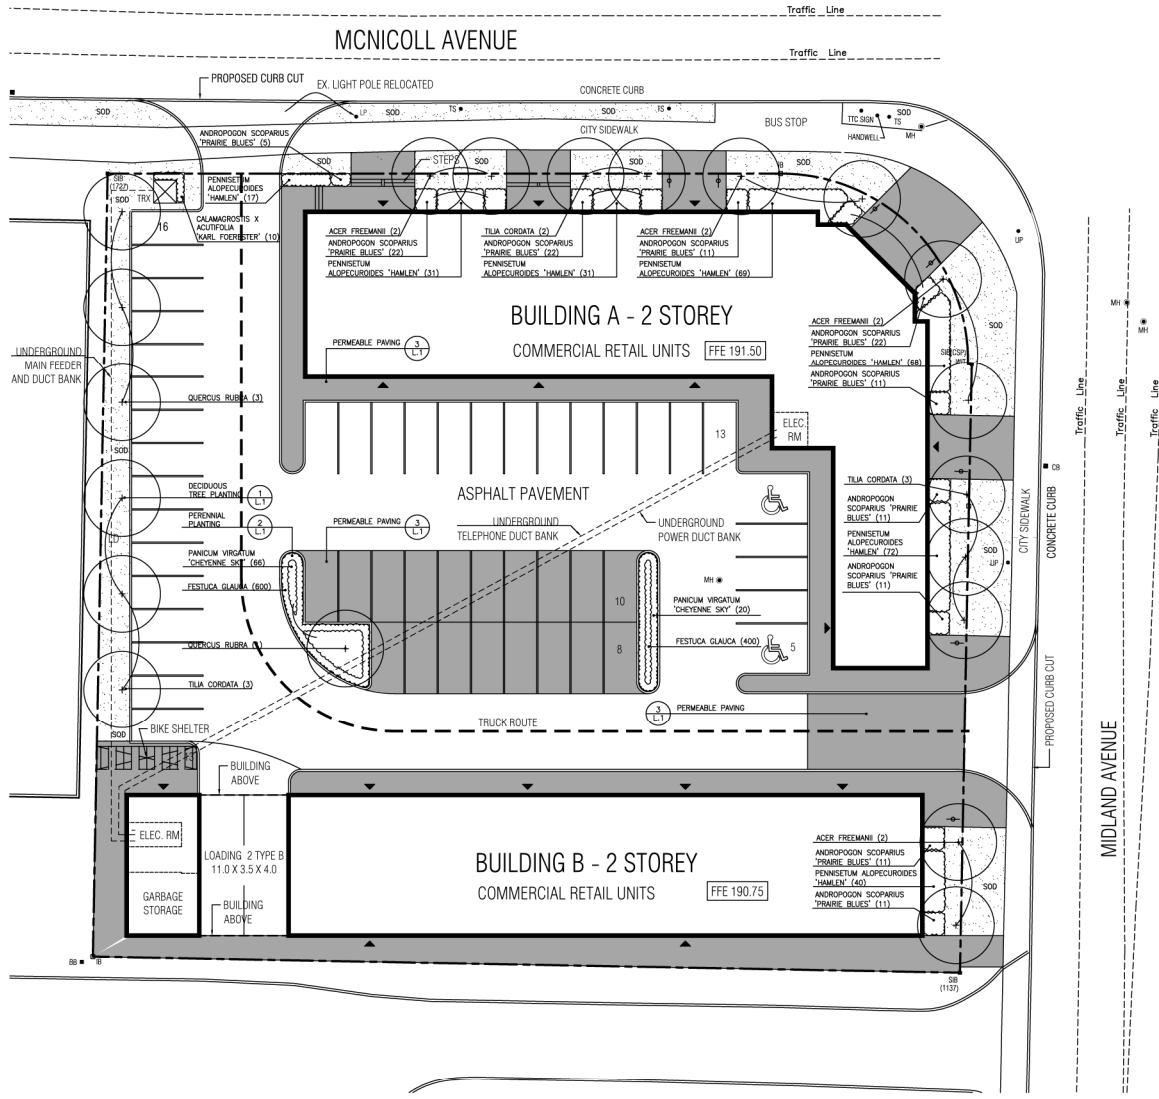 Traffic Line
MCNICOLL AVENUE
Traffic Line
PROPOSED CURB CUT
EX. LIGHT POLE RELOCATED
CONCRETE CURB
SOD
LP
SOD
TS
SOD
TS
BUS STOP
TTC SIGN
SOD
TS
HANDWELL
MH
ANDROPOGON SCOPARIUS
'PRAIRIE BLUES' (5)
CITY SIDEWALK
SOD
STEPS
IB
SOD
SIB
(1727)
TRX
SOD
PENNISETUM
ALOPECUROIDES
'HAMLEN' (17)
16
CALAMAGROSTIS X
ACUTIFOLIA
'KARL FOERESTER' (10)
ACER FREEMANII (2)
ANDROPOGON SCOPARIUS
'PRAIRIE BLUES' (22)
PENNISETUM
ALOPECUROIDES 'HAMLEN' (31)
TILIA CORDATA (2)
ANDROPOGON SCOPARIUS
'PRAIRIE BLUES' (22)
PENNISETUM
ALOPECUROIDES 'HAMLEN' (31)
ACER FREEMANII (2)
ANDROPOGON SCOPARIUS
'PRAIRIE BLUES' (11)
PENNISETUM
ALOPECUROIDES 'HAMLEN' (69)
UP
MH
MH
BUILDING A - 2 STOREY
COMMERCIAL RETAIL UNITS
FFE 191.50
ACER FREEMANII (2)
ANDROPOGON SCOPARIUS
'PRAIRIE BLUES' (22)
PENNISETUM
ALOPECUROIDES 'HAMLEN' (68)
ANDROPOGON SCOPARIUS
'PRAIRIE BLUES' (11)
SOD
SIB(CSP)
WIT
PERMEABLE PAVING
3
L.1
UNDERGROUND
MAIN FEEDER
AND DUCT BANK
QUERCUS RUBRA (3)
Traffic Line
Traffic Line
Traffic Line
SOD
13
ELEC.
RM
CB
ASPHALT PAVEMENT
DECIDUOUS
TREE PLANTING
1
L.1
PERENNIAL
PLANTING
2
L.1
PERMEABLE PAVING
3
L.1
UNDERGROUND
TELEPHONE DUCT BANK
UNDERGROUND
POWER DUCT BANK
TILIA CORDATA (3)
ANDROPOGON
SCOPARIUS 'PRAIRIE
BLUES' (11)
PENNISETUM
ALOPECUROIDES
'HAMLEN' (72)
ANDROPOGON
SCOPARIUS 'PRAIRIE
BLUES' (11)
SOD
UP
CITY SIDEWALK
CONCRETE CURB
PANICUM VIRGATUM
'CHEYENNE SKY' (66)
FESTUCA GLAUCA (600)
MH
10
PANICUM VIRGATUM
'CHEYENNE SKY' (20)
8
FESTUCA GLAUCA (400)
5
QUERCUS RUBRA
TILIA CORDATA (3)
3
L.1
PERMEABLE PAVING
TRUCK ROUTE
SOD
BIKE SHELTER
PROPOSED CURB CUT
MIDLAND AVENUE
BUILDING
ABOVE
ELEC. RM
LOADING 2 TYPE B
11.0 X 3.5 X 4.0
GARBAGE
STORAGE
BUILDING
ABOVE
BUILDING B - 2 STOREY
COMMERCIAL RETAIL UNITS
FFE 190.75
ACER FREEMANII (2)
ANDROPOGON SCOPARIUS
'PRAIRIE BLUES' (11)
PENNISETUM ALOPECUROIDES
'HAMLEN' (40)
ANDROPOGON SCOPARIUS
'PRAIRIE BLUES' (11)
SOD
BB
IB
SIB
(1137)